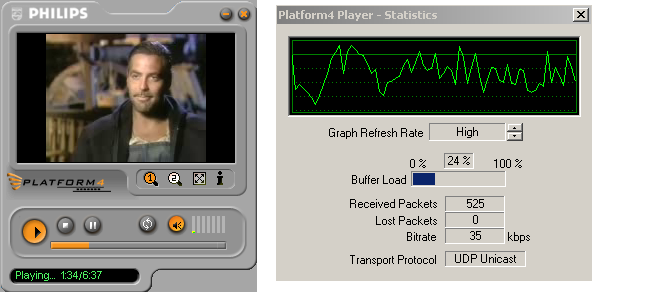 PHILIPS
PLATFORM4
1
2
Playing... 1:34/6:37
Platform4 Player - Statistics
Graph Refresh Rate High
0 % 24 % 100 %
Buffer Load
Received Packets 525
Lost Packets 0
Bitrate 35 kbps
Transport Protocol UDP Unicast